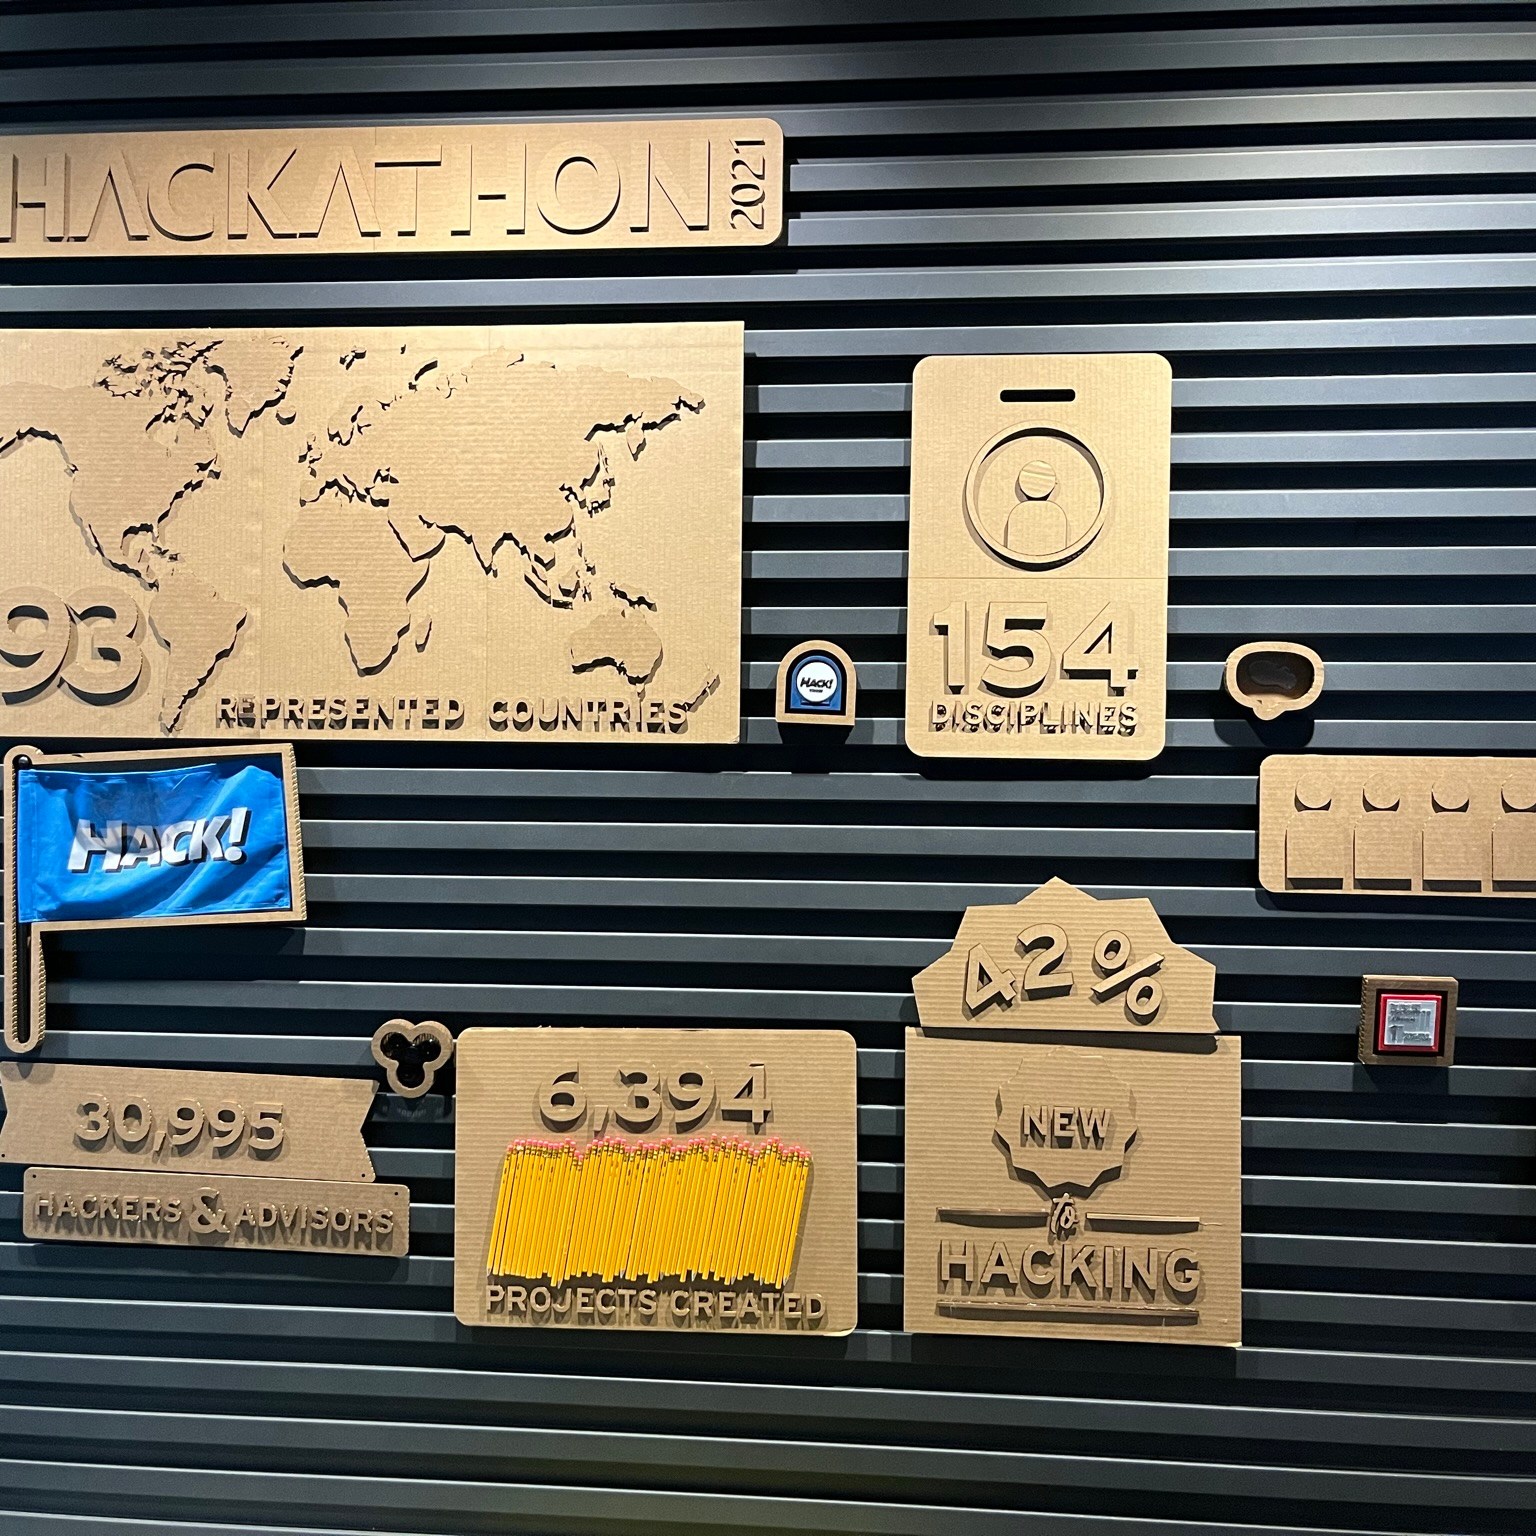 HACKATHON 2021
93
REPRESENTED COUNTRIES
HACK!
154
DISCIPLINES
HACK!
42%
NEW
to
HACKING
30,995
HACKERS & ADVISORS
6,394
PROJECTS CREATED